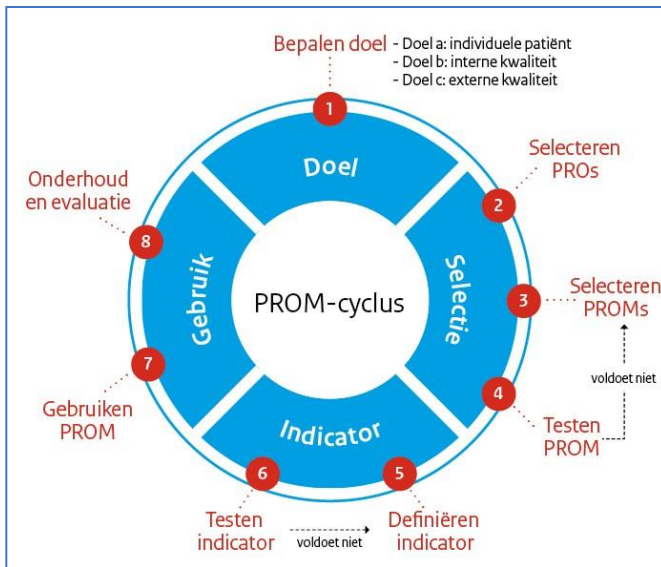 Bepalen doel
- Doel a: individuele patiënt
- Doel b: interne kwaliteit
- Doel c: externe kwaliteit
1
Doel
Selecteren
PROs
2
Selectie
3
Selecteren
PROMs
voldoet niet
4
Testen
PROM
Indicator
5
Definiëren
indicator
voldoet niet
6
Testen
indicator
Gebruik
7
Gebruiken
PROM
8
Onderhoud
en evaluatie
PROM-cyclus